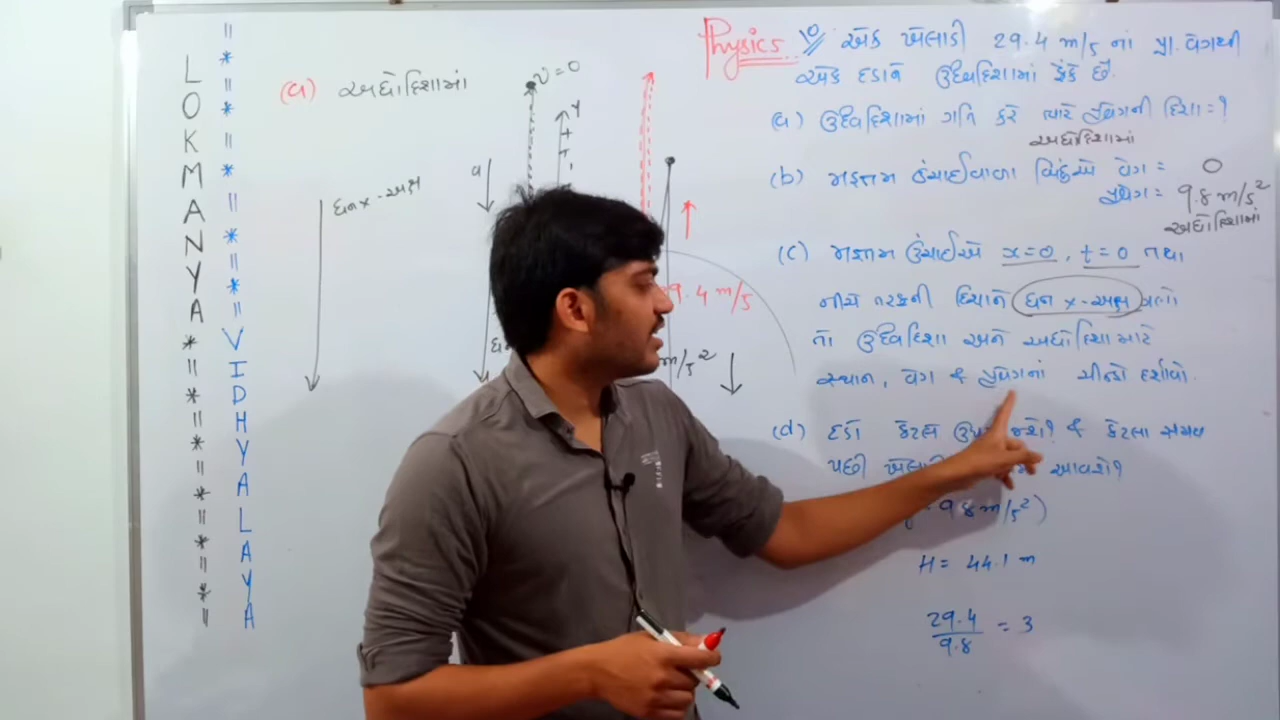 LOKMANYA
VIDHYALAYA
(a) અધોદિશામાં
v = 0
Y
a
ધન x - અક્ષ
29.4 m/s
m/s²
Physics
10 એક ખેલાડી 29.4 m/s નાં પ્રા. વેગથી
એક દડાને ઉર્ધ્વદિશામાં ફેંકે છે.
(a) ઉર્ધ્વદિશામાં ગતિ કરે ત્યારે પ્રવેગની દિશા = ?
અધોદિશામાં
(b) મહત્તમ ઉંચાઈવાળા બિંદુએ વેગ = 0
પ્રવેગ = 9.8 m/s²
અધોદિશામાં
(c) મહત્તમ ઉંચાઈએ x = 0, t = 0 તથા
નીચે તરફની દિશાને ધન x - અક્ષ લો
તો ઉર્ધ્વદિશા અને અધોદિશા માટે
સ્થાન, વેગ & પ્રવેગનાં ચીન્હો દર્શાવો.
(d) દડો કેટલે & કેટલા સમય
પછી આવશે ?
9.8 m/s²)
H = 44.1 m
29.4
9.8 = 3